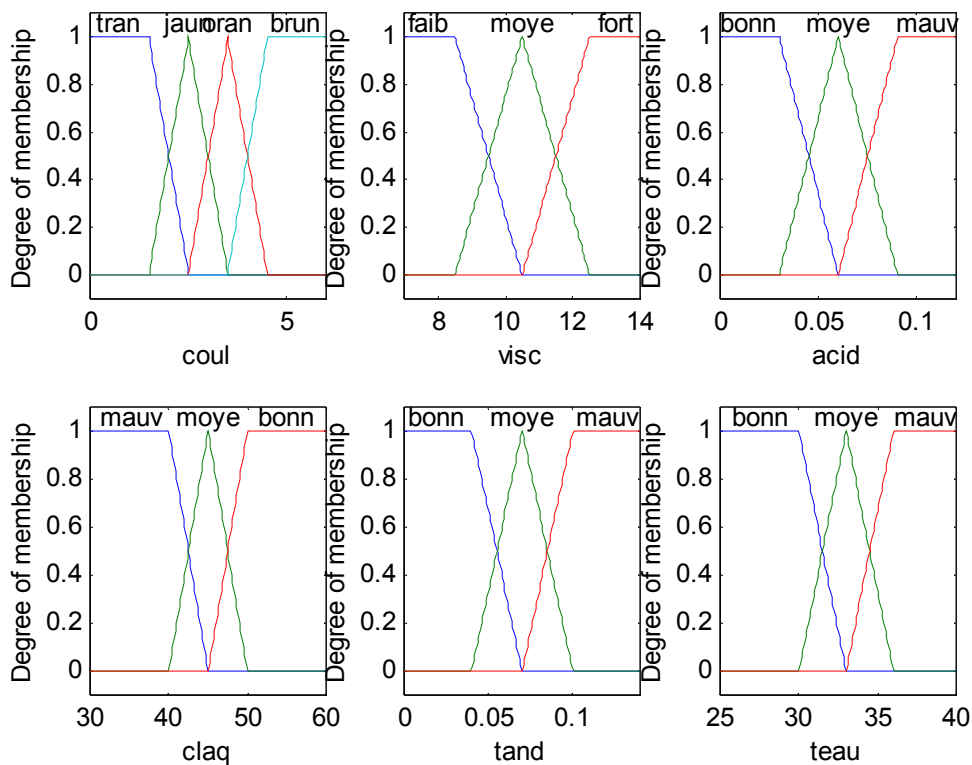 tran jaun oran brun
Degree of membership
1
0.8
0.6
0.4
0.2
0
0 5
coul
faib moye fort
Degree of membership
1
0.8
0.6
0.4
0.2
0
8 10 12 14
visc
bonn moye mauv
Degree of membership
1
0.8
0.6
0.4
0.2
0
0 0.05 0.1
acid
mauv moye bonn
Degree of membership
1
0.8
0.6
0.4
0.2
0
30 40 50 60
claq
bonn moye mauv
Degree of membership
1
0.8
0.6
0.4
0.2
0
0 0.05 0.1
tand
bonn moye mauv
Degree of membership
1
0.8
0.6
0.4
0.2
0
25 30 35 40
teau